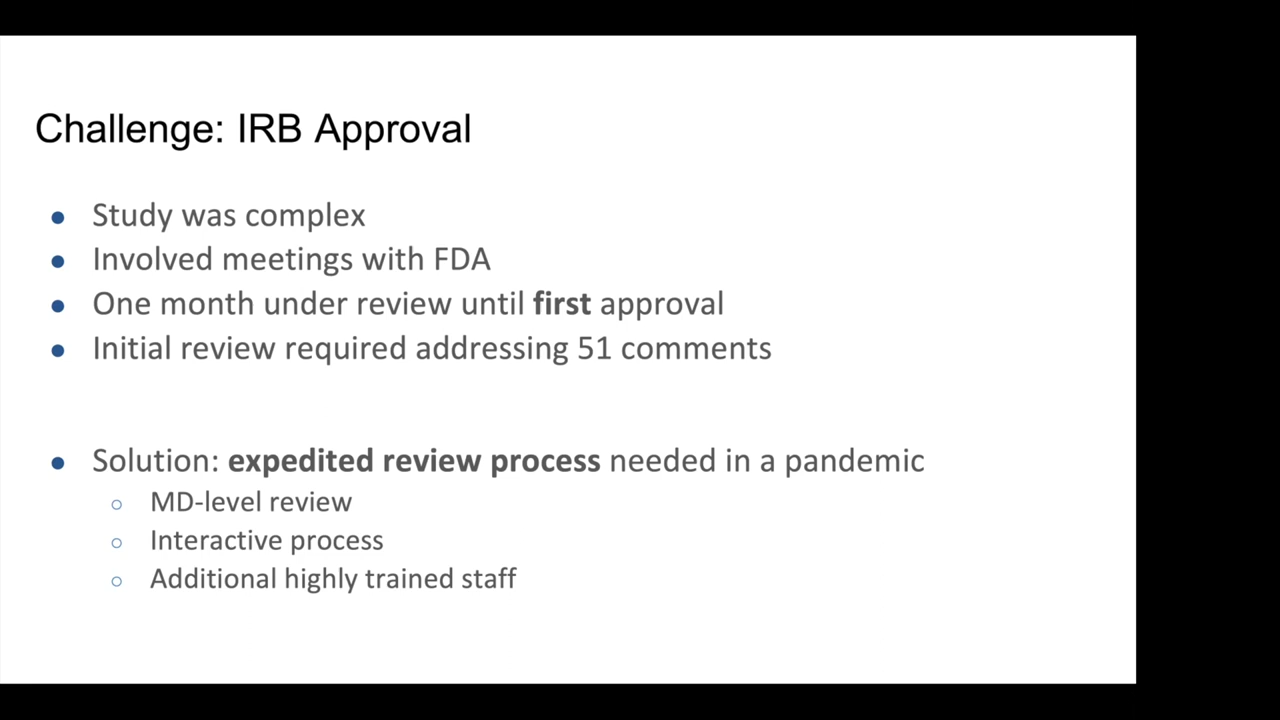 Challenge: IRB Approval
● Study was complex
● Involved meetings with FDA
● One month under review until first approval
● Initial review required addressing 51 comments
● Solution: expedited review process needed in a pandemic
○ MD-level review
○ Interactive process
○ Additional highly trained staff